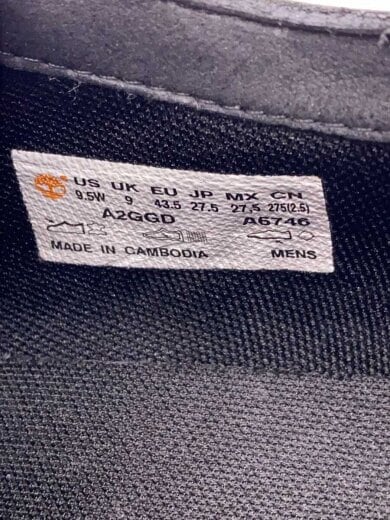 US UK EU JP MX CN
9.5W 9 43.5 27.5 27.5 275(2.5)
A2GGD A6746
MADE IN CAMBODIA MENS